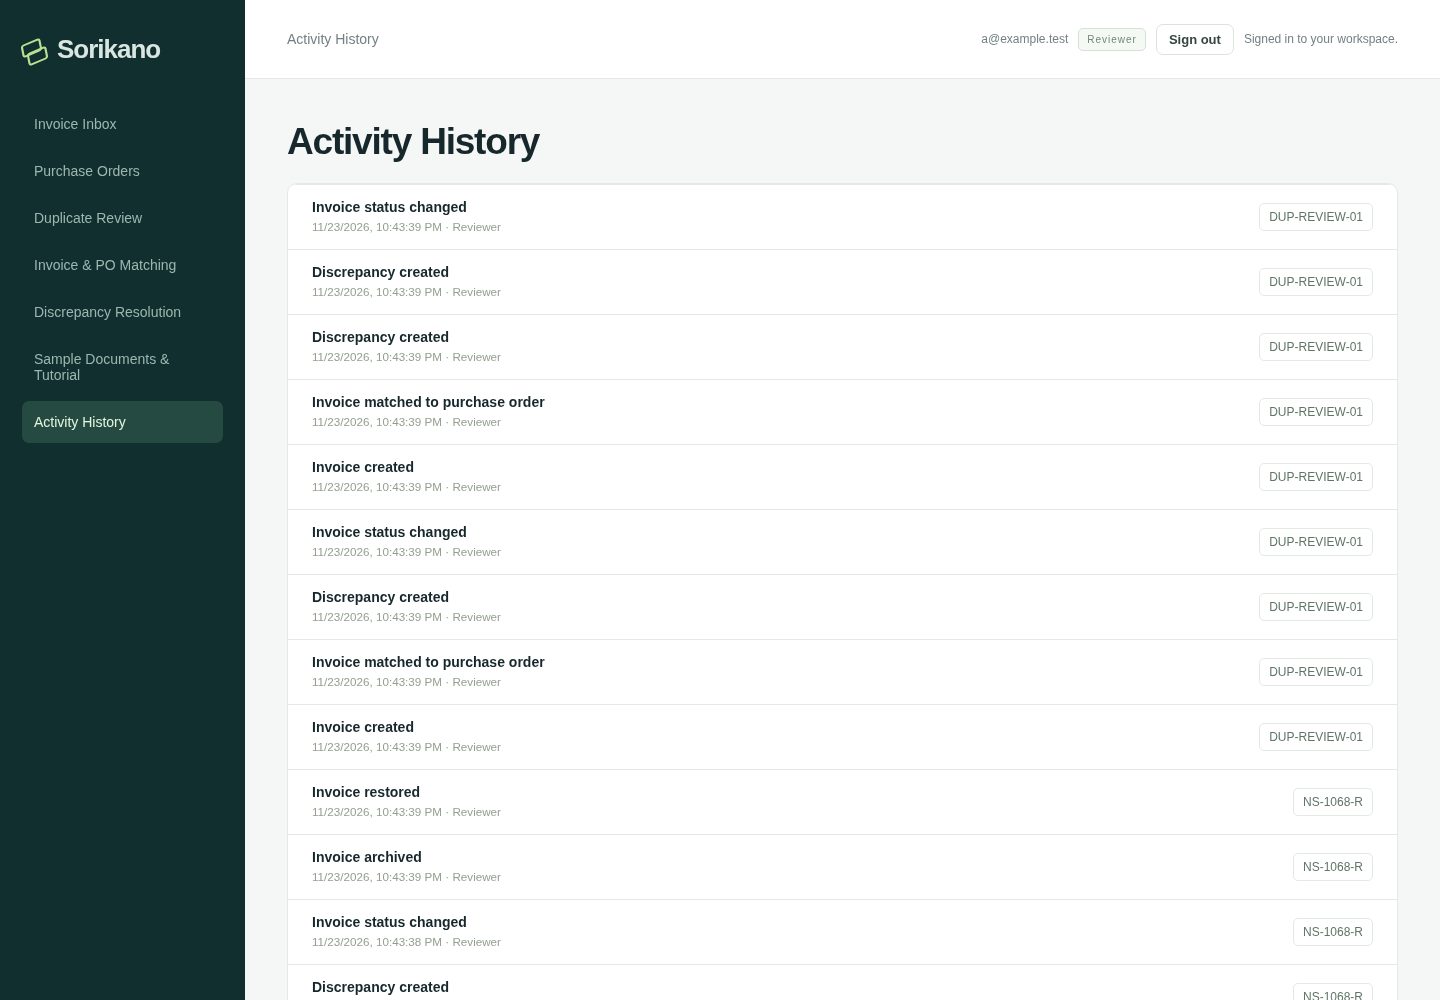 Sorikano
Invoice Inbox
Purchase Orders
Duplicate Review
Invoice & PO Matching
Discrepancy Resolution
Sample Documents &
Tutorial
Activity History
Activity History
a@example.test
Reviewer
Sign out
Signed in to your workspace.
Activity History
Invoice status changed
11/23/2026, 10:43:39 PM · Reviewer
DUP-REVIEW-01
Discrepancy created
11/23/2026, 10:43:39 PM · Reviewer
DUP-REVIEW-01
Discrepancy created
11/23/2026, 10:43:39 PM · Reviewer
DUP-REVIEW-01
Invoice matched to purchase order
11/23/2026, 10:43:39 PM · Reviewer
DUP-REVIEW-01
Invoice created
11/23/2026, 10:43:39 PM · Reviewer
DUP-REVIEW-01
Invoice status changed
11/23/2026, 10:43:39 PM · Reviewer
DUP-REVIEW-01
Discrepancy created
11/23/2026, 10:43:39 PM · Reviewer
DUP-REVIEW-01
Invoice matched to purchase order
11/23/2026, 10:43:39 PM · Reviewer
DUP-REVIEW-01
Invoice created
11/23/2026, 10:43:39 PM · Reviewer
DUP-REVIEW-01
Invoice restored
11/23/2026, 10:43:39 PM · Reviewer
NS-1068-R
Invoice archived
11/23/2026, 10:43:39 PM · Reviewer
NS-1068-R
Invoice status changed
11/23/2026, 10:43:38 PM · Reviewer
NS-1068-R
Discrepancy created
NS-1068-R